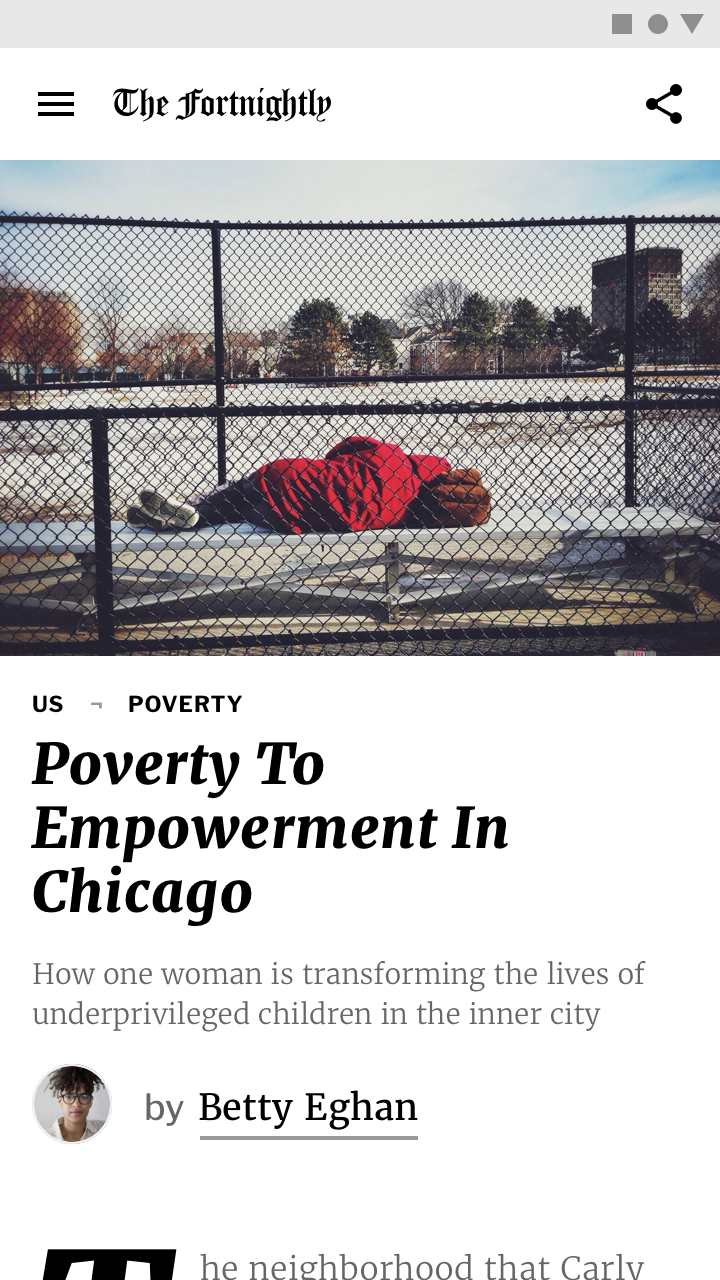 The Fortnightly
US ¬ POVERTY
Poverty To
Empowerment In
Chicago
How one woman is transforming the lives of
underprivileged children in the inner city
by Betty Eghan
The neighborhood that Carly